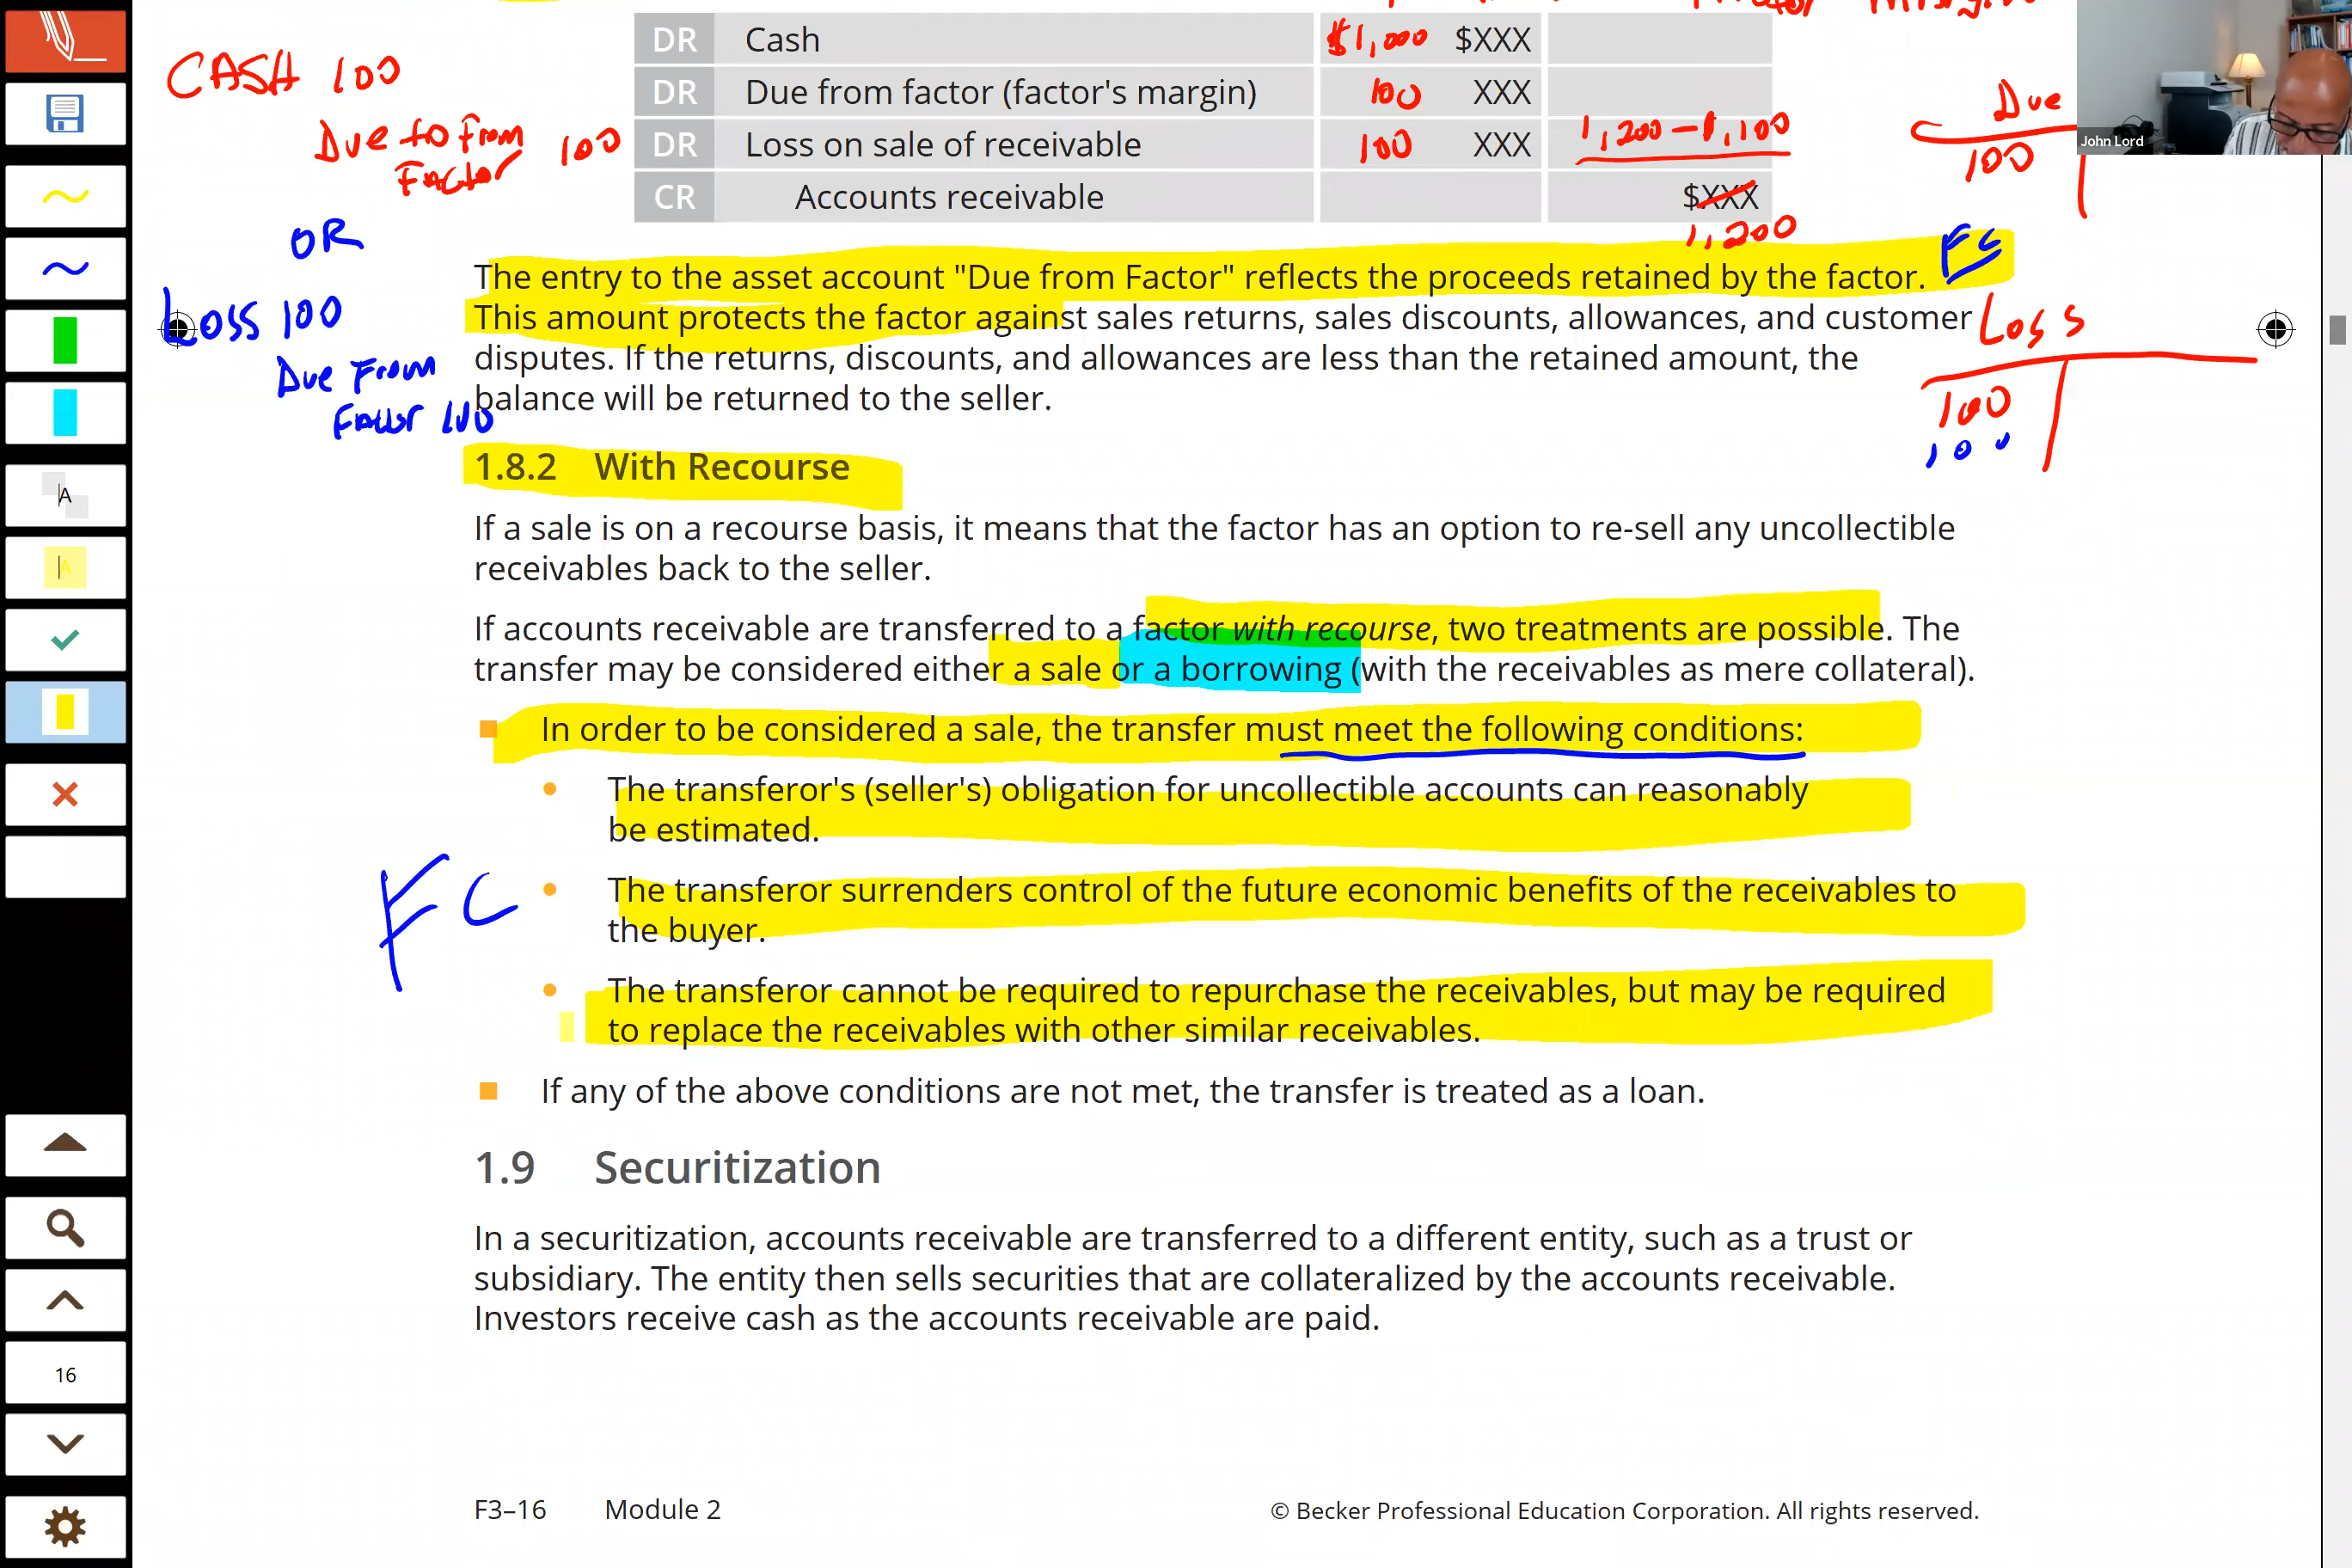 DR Cash $1,000 $XXX
CASH 100
DR Due from factor (factor's margin) 100 XXX
Due
John Lord
Due to From
Factor 100
DR Loss on sale of receivable 100 XXX 1,200 – 1,100
100
CR Accounts receivable $XXX
1,200
OR
The entry to the asset account "Due from Factor" reflects the proceeds retained by the factor.
This amount protects the factor against sales returns, sales discounts, allowances, and customer
disputes. If the returns, discounts, and allowances are less than the retained amount, the
balance will be returned to the seller.
Loss 100
Due From
Factor 100
Loss
100
100
1.8.2 With Recourse
If a sale is on a recourse basis, it means that the factor has an option to re-sell any uncollectible
receivables back to the seller.
If accounts receivable are transferred to a factor with recourse, two treatments are possible. The
transfer may be considered either a sale or a borrowing (with the receivables as mere collateral).
In order to be considered a sale, the transfer must meet the following conditions:
The transferor's (seller's) obligation for uncollectible accounts can reasonably
be estimated.
FC
The transferor surrenders control of the future economic benefits of the receivables to
the buyer.
The transferor cannot be required to repurchase the receivables, but may be required
to replace the receivables with other similar receivables.
If any of the above conditions are not met, the transfer is treated as a loan.
1.9 Securitization
In a securitization, accounts receivable are transferred to a different entity, such as a trust or
subsidiary. The entity then sells securities that are collateralized by the accounts receivable.
Investors receive cash as the accounts receivable are paid.
16
F3–16 Module 2 © Becker Professional Education Corporation. All rights reserved.